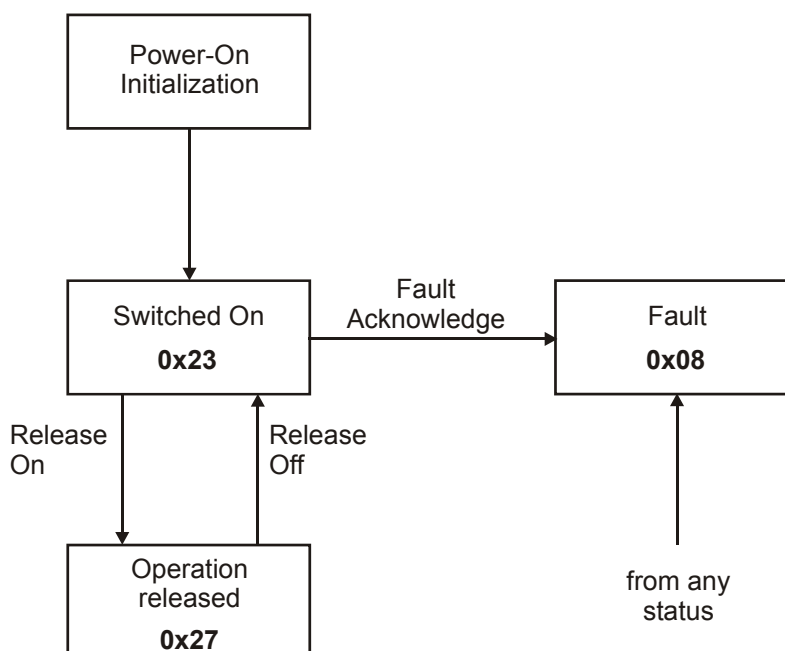 Power-On
Initialization
Switched On
0x23
Fault
Acknowledge
Fault
0x08
Release
On
Release
Off
Operation
released
0x27
from any
status